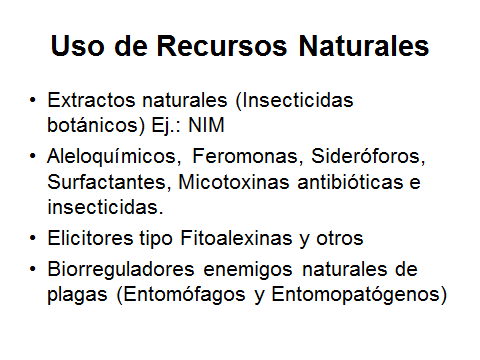 Uso de Recursos Naturales
• Extractos naturales (Insecticidas
botánicos) Ej.: NIM
• Aleloquímicos, Feromonas, Sideróforos,
Surfactantes, Micotoxinas antibióticas e
insecticidas.
• Elicitores tipo Fitoalexinas y otros
• Biorreguladores enemigos naturales de
plagas (Entomófagos y Entomopatógenos)